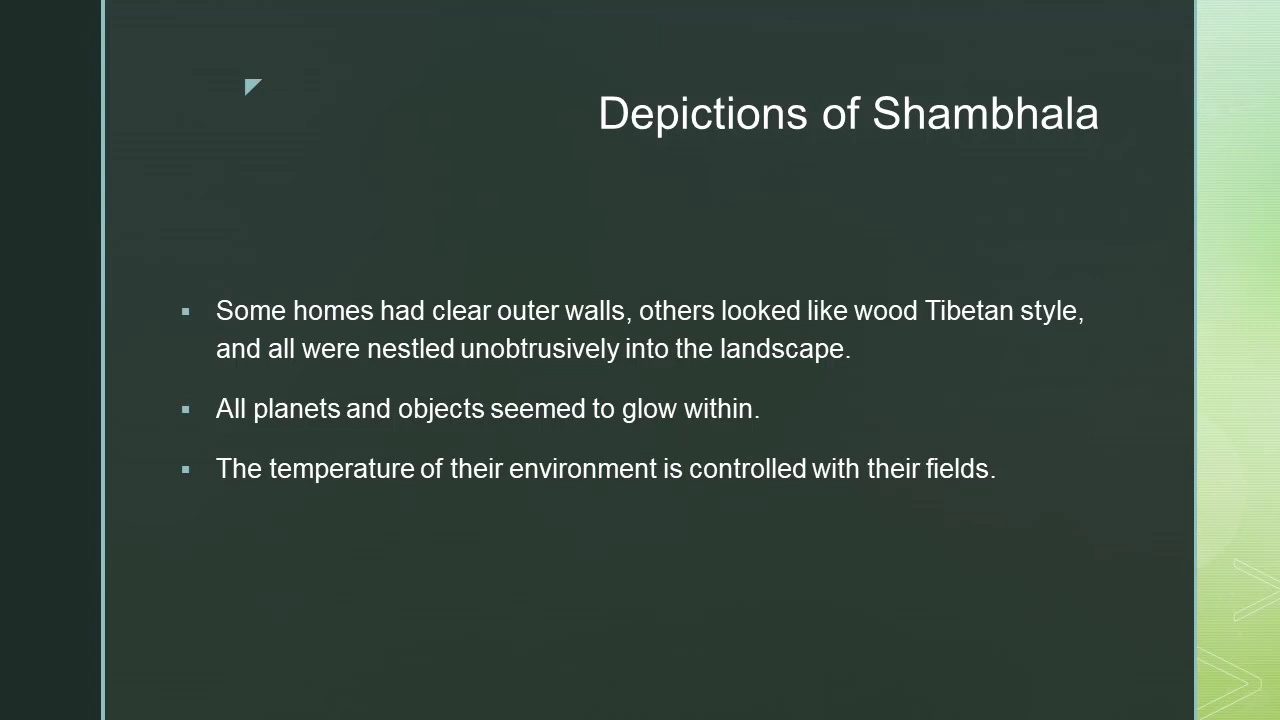 Depictions of Shambhala
Some homes had clear outer walls, others looked like wood Tibetan style,
and all were nestled unobtrusively into the landscape.
All planets and objects seemed to glow within.
The temperature of their environment is controlled with their fields.